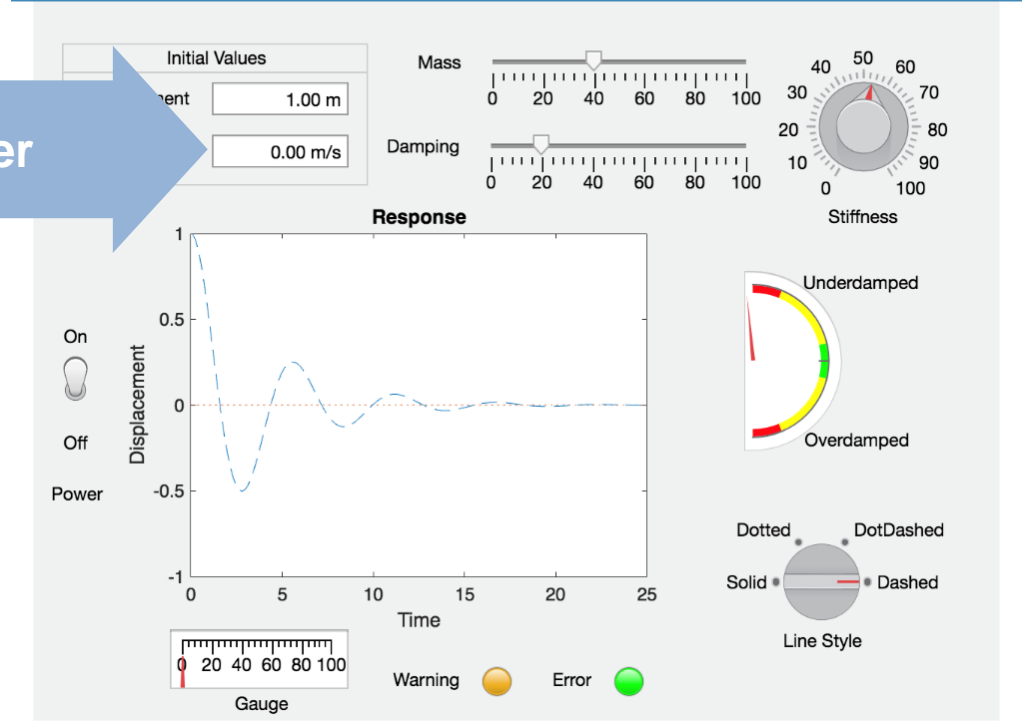 Initial Values
1.00 m
0.00 m/s
Mass
0 20 40 60 80 100
Damping
0 20 40 60 80 100
0 10 20 30 40 50 60 70 80 90 100
Stiffness
Response
1
0.5
0
-0.5
-1
Displacement
0 5 10 15 20 25
Time
On
Off
Power
Underdamped
Overdamped
Dotted DotDashed
Solid Dashed
Line Style
0 20 40 60 80 100
Gauge
Warning
Error